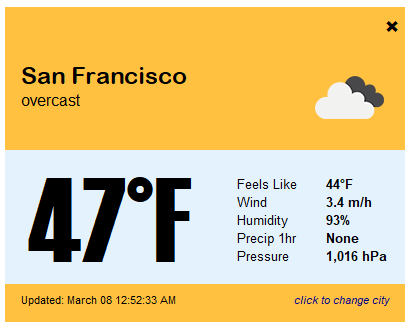 San Francisco
overcast
47°F
Feels Like 44°F
Wind 3.4 m/h
Humidity 93%
Precip 1hr None
Pressure 1,016 hPa
Updated: March 08 12:52:33 AM click to change city